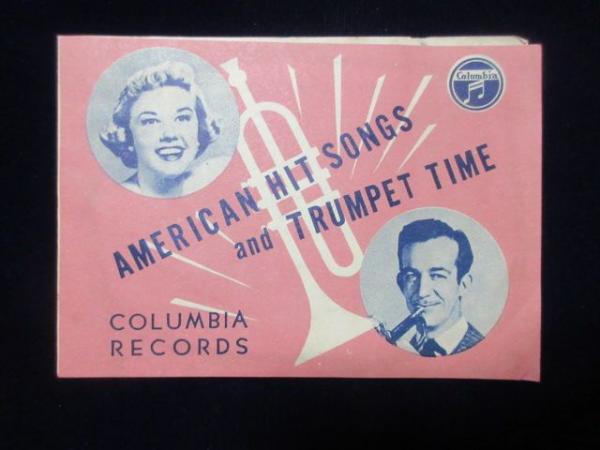 Columbia
AMERICAN HIT SONGS
and TRUMPET TIME
COLUMBIA
RECORDS